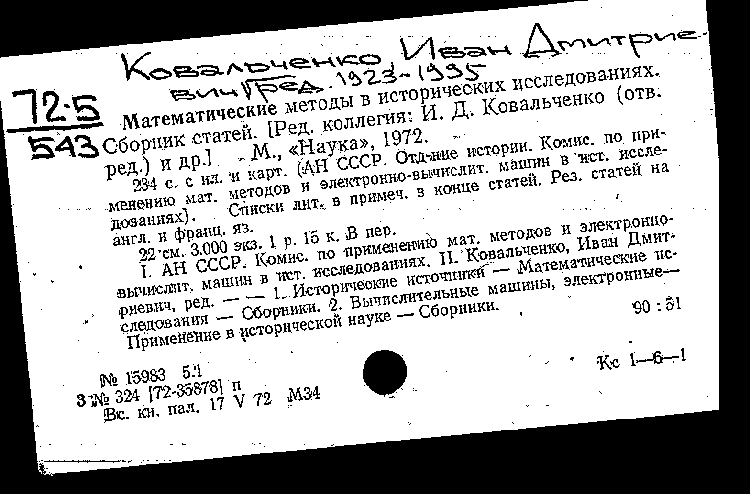 Ковальченко, Иван Дмитрие-
вич, ред. 1923-1995
72-5
543
Математические методы в исторических исследованиях.
Сборник статей. [Ред. коллегия: И. Д. Ковальченко (отв.
ред.) и др.] М., «Наука», 1972.
234 с. с ил. и карт. (АН СССР. Отд-ние истории. Комис. по при-
менению мат. методов и электронно-вычислит. машин в ист. иссле-
дованиях). Списки лит. в примеч. в конце статей. Рез. статей на
англ. и франц. яз.
22 см. 3.000 экз. 1 р. 15 к. В пер.
I. АН СССР. Комис. по применению мат. методов и электронно-
вычислит. машин в ист. исследованиях. II. Ковальченко, Иван Дмит-
риевич, ред. — — 1. Исторические источники — Математические ис-
следования — Сборники. 2. Вычислительные машины, электронные—
Применение в исторической науке — Сборники.
90 : 51
№ 15983 5.1
3 № 324 [72-35878] п
Вс. кн. пал. 17 V 72 М34
Кс 1—6—1